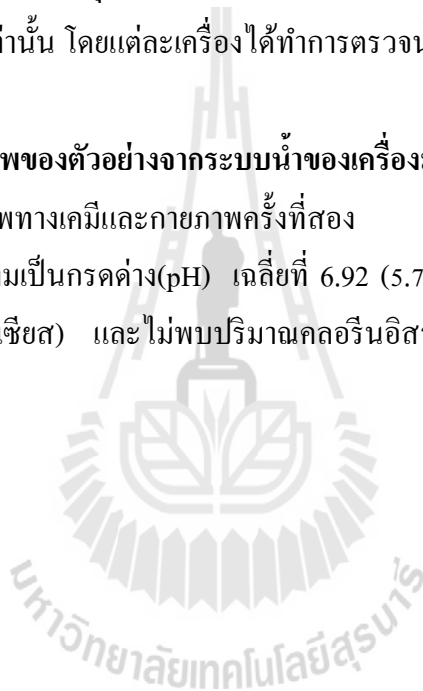 ท่านั้น โดยแต่ละเครื่องได้ทำการตรวจ
พของตัวอย่างจากระบบน้ำของเครื่อง
พทางเคมีและกายภาพครั้งที่สอง
มเป็นกรดด่าง(pH) เฉลี่ยที่ 6.92 (5.7
เซียส) และไม่พบปริมาณคลอรีนอิสร
มหาวิทยาลัยเทคโนโลยีสุรนารี